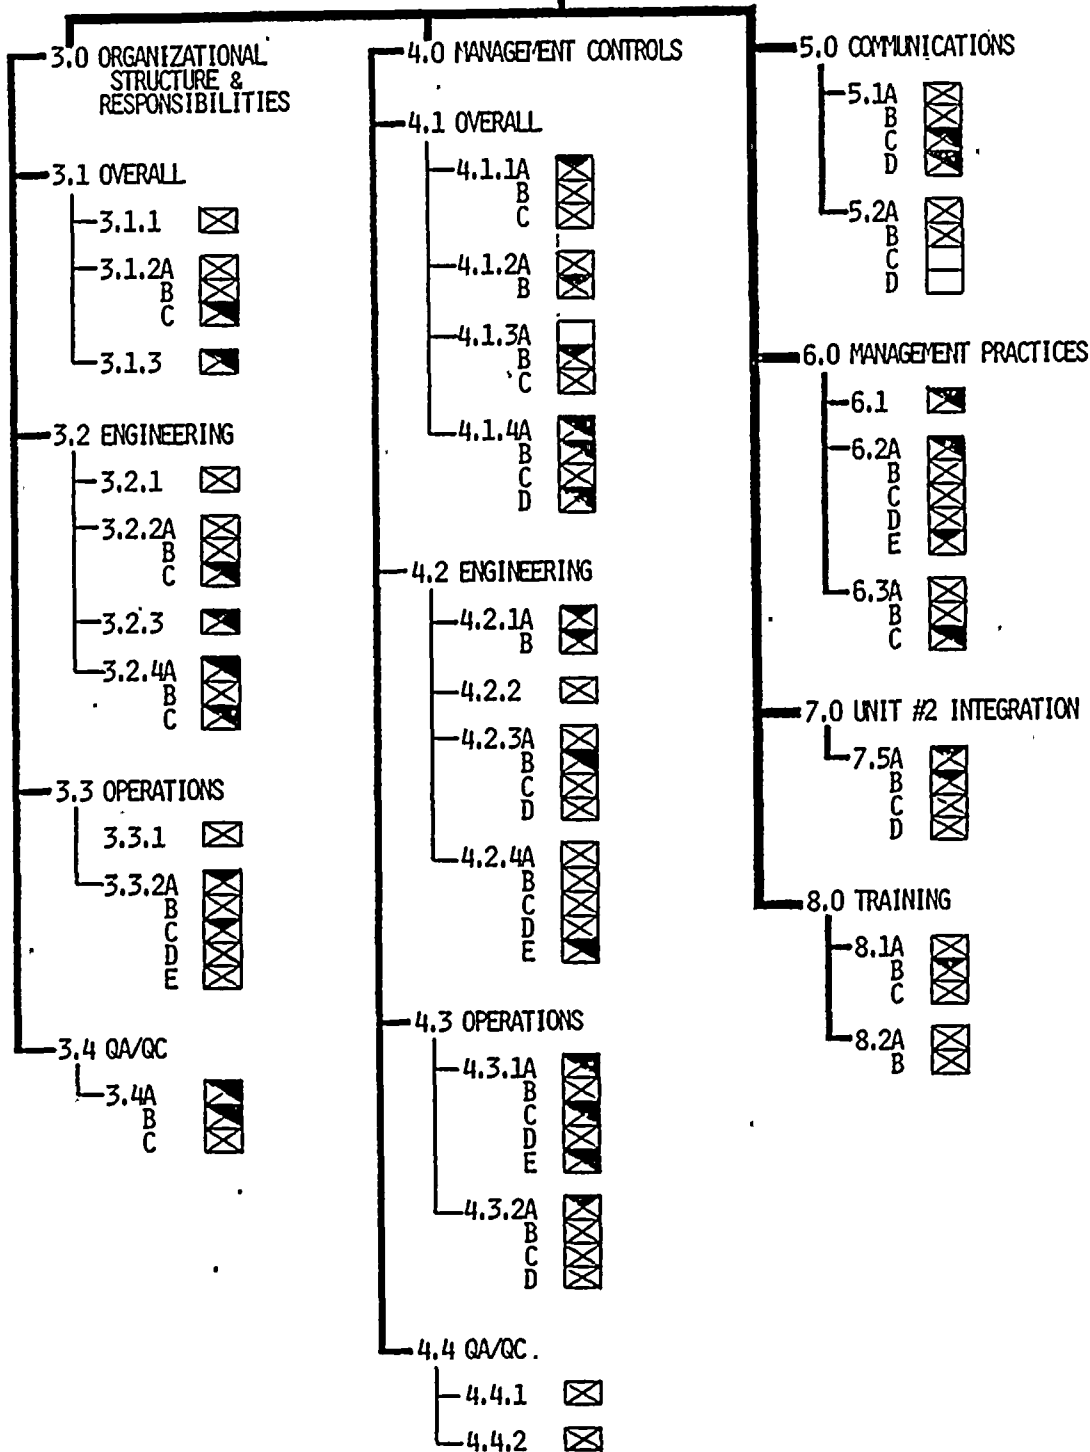 3.0 ORGANIZATIONAL
STRUCTURE &
RESPONSIBILITIES
3.1 OVERALL
3.1.1
3.1.2A
B
C
3.1.3
3.2 ENGINEERING
3.2.1
3.2.2A
B
C
3.2.3
3.2.4A
B
C
3.3 OPERATIONS
3.3.1
3.3.2A
B
C
D
E
3.4 QA/QC
3.4A
B
C
4.0 MANAGEMENT CONTROLS
4.1 OVERALL
4.1.1A
B
C
4.1.2A
B
4.1.3A
B
C
4.1.4A
B
C
D
4.2 ENGINEERING
4.2.1A
B
4.2.2
4.2.3A
B
C
D
4.2.4A
B
C
D
E
4.3 OPERATIONS
4.3.1A
B
C
D
E
4.3.2A
B
C
D
4.4 QA/QC.
4.4.1
4.4.2
5.0 COMMUNICATIONS
5.1A
B
C
D
5.2A
B
C
D
6.0 MANAGEMENT PRACTICES
6.1
6.2A
B
C
D
E
6.3A
B
C
7.0 UNIT #2 INTEGRATION
7.5A
B
C
D
8.0 TRAINING
8.1A
B
C
8.2A
B